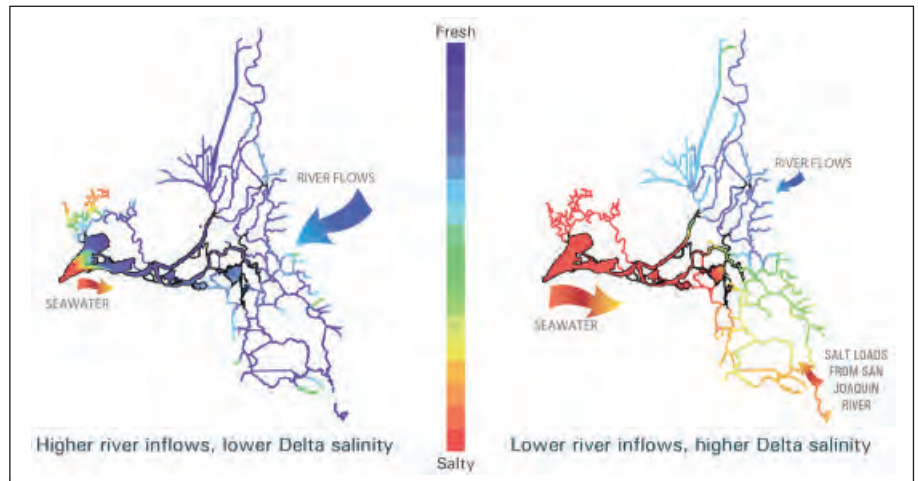 Fresh
RIVER FLOWS
SEAWATER
Higher river inflows, lower Delta salinity
Salty
RIVER FLOWS
SEAWATER
SALT LOADS
FROM SAN
JOAQUIN
RIVER
Lower river inflows, higher Delta salinity